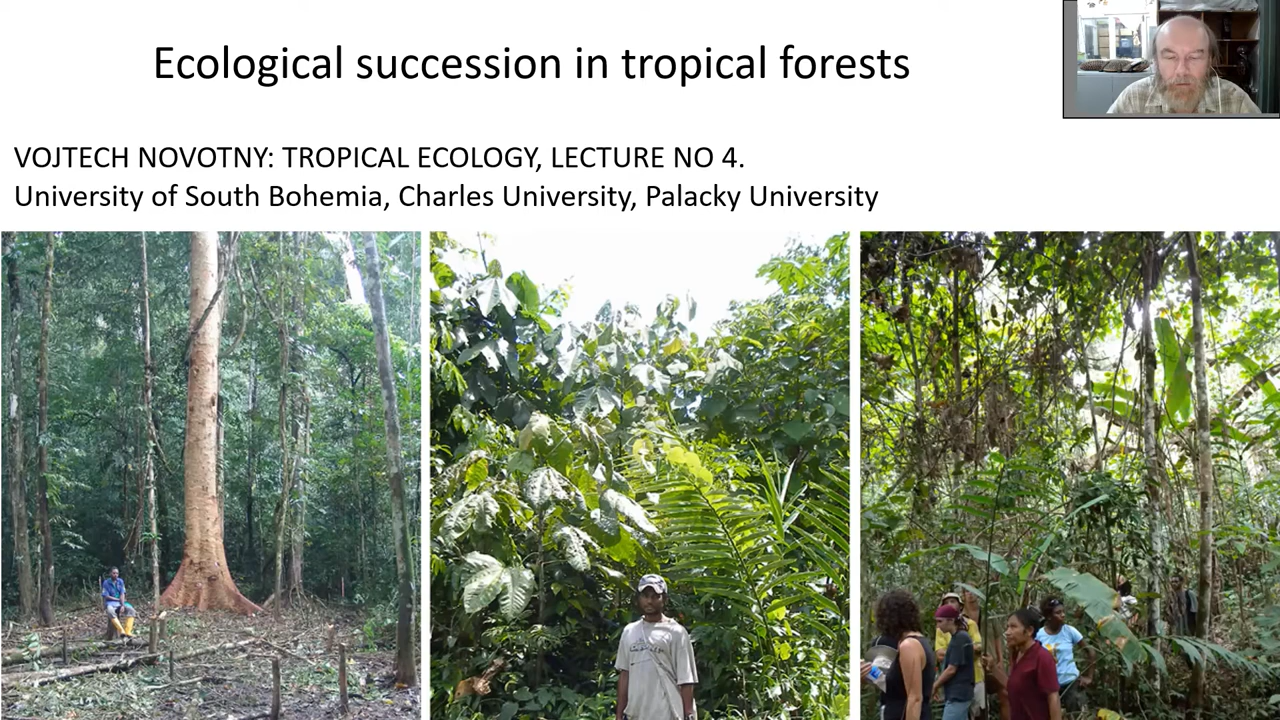 Ecological succession in tropical forests
VOJTECH NOVOTNY: TROPICAL ECOLOGY, LECTURE NO 4.
University of South Bohemia, Charles University, Palacky University